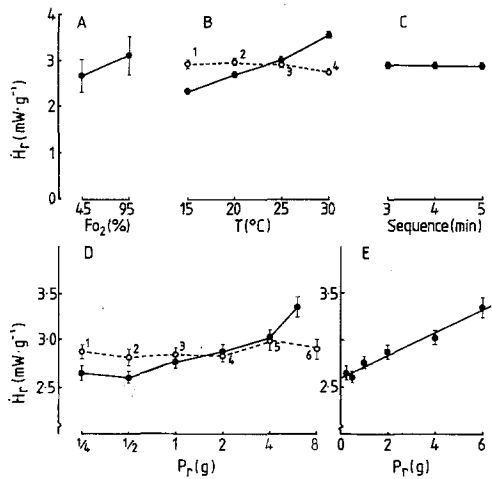 A B C
4
3
2
1
0
Ḣr (mW·g⁻¹)
1 2 3 4
45 95 15 20 25 30 3 4 5
Fo₂(%) T(°C) Sequence(min)
D E
3·5 3·5
3·0
2·5 2·5
Ḣr (mW·g⁻¹)
1 2 3 4 5 6
1/4 1/2 1 2 4 8 0 2 4 6
Pr(g) Pr(g)